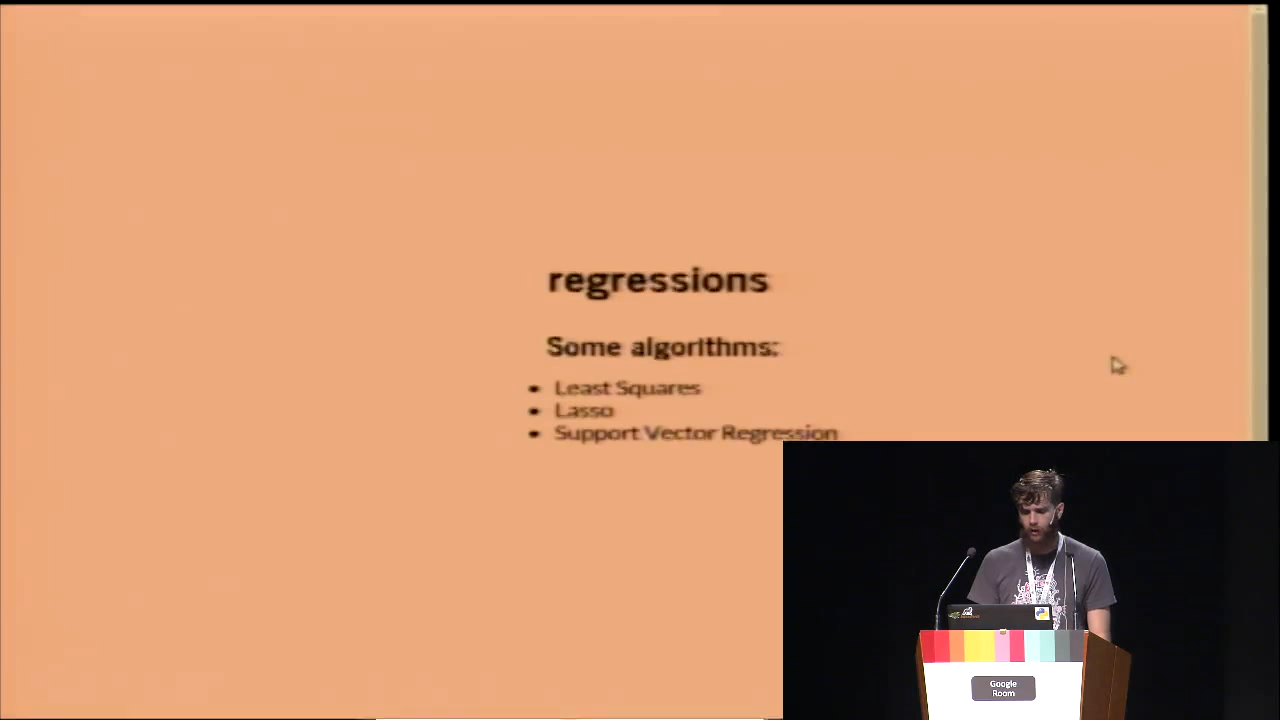 regressions
Some algorithms:
Least Squares
Lasso
Support Vector Regression
Google
Room